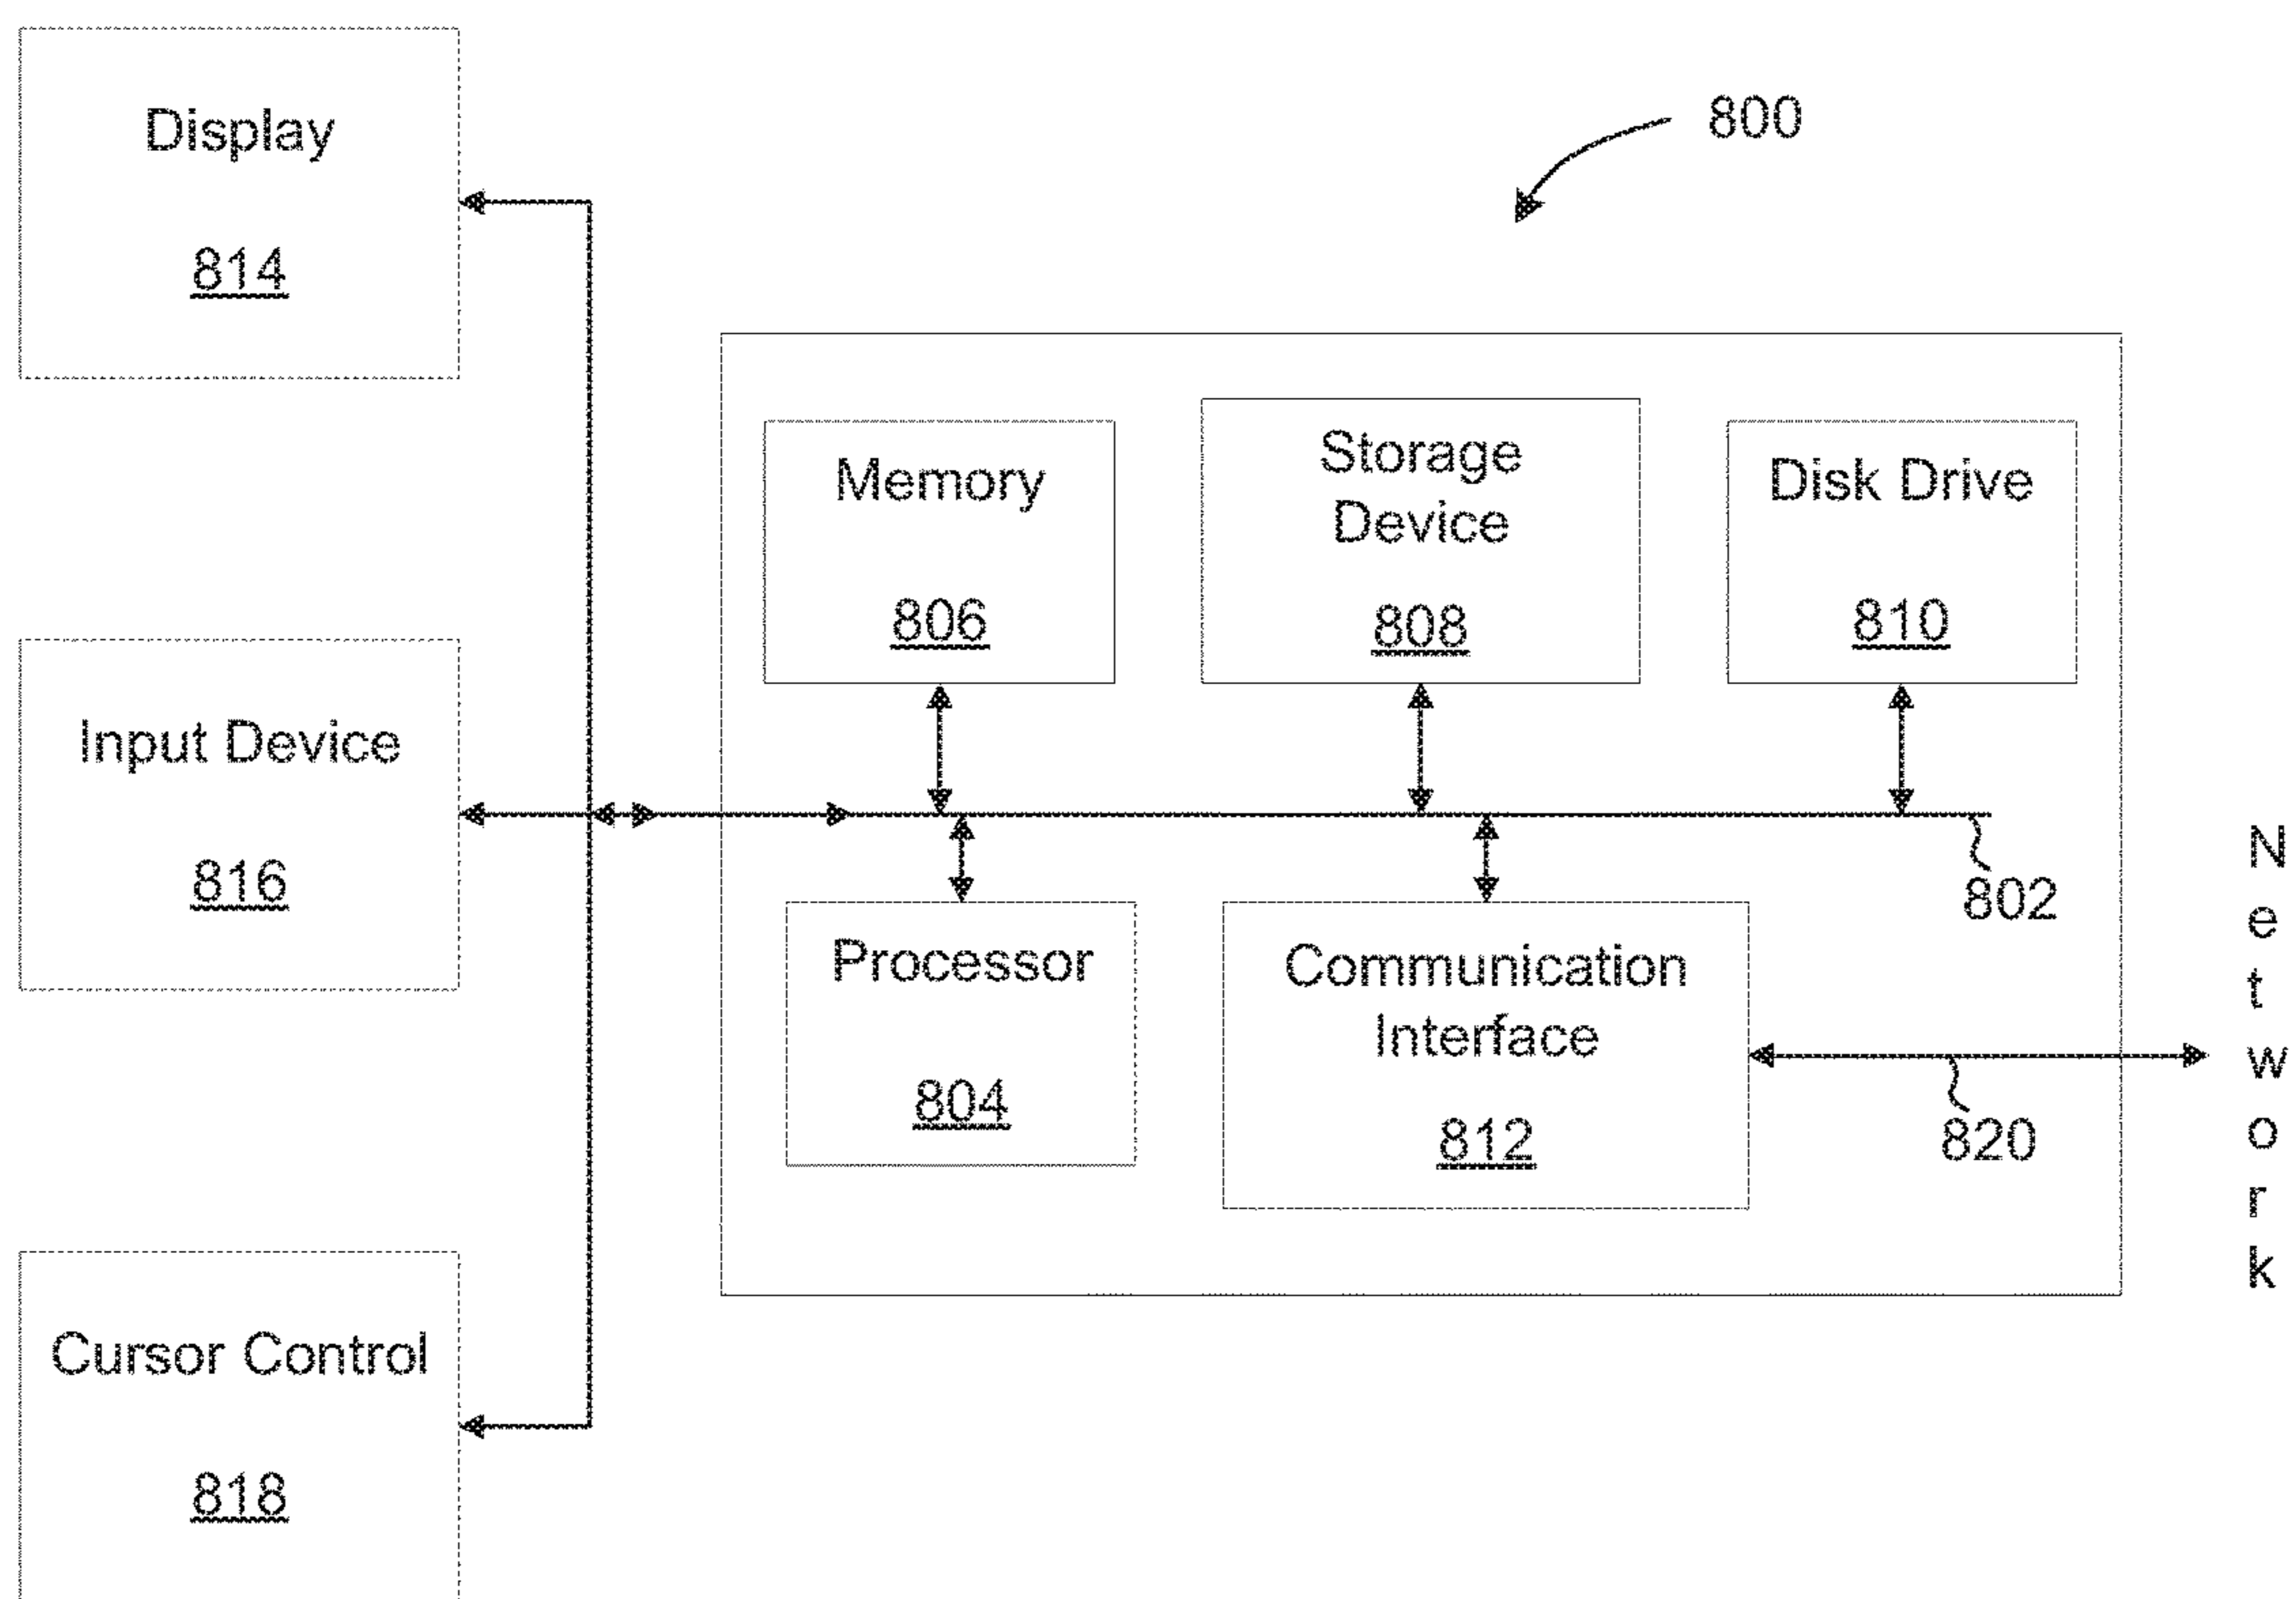 Display
814
800
Memory
806
Storage
Device
808
Disk Drive
810
Input Device
816
802
Processor
804
Communication
Interface
812
820
Network
Cursor Control
818